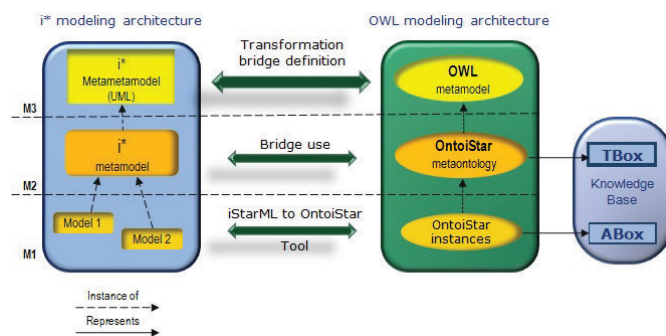 i* modeling architecture
OWL modeling architecture
i*
Metametamodel
(UML)
Transformation
bridge definition
OWL
metamodel
M3
i*
metamodel
Bridge use
OntoiStar
metaontology
TBox
Knowledge
Base
M2
Model 1
Model 2
iStarML to OntoiStar
Tool
OntoiStar
instances
ABox
M1
Instance of
Represents